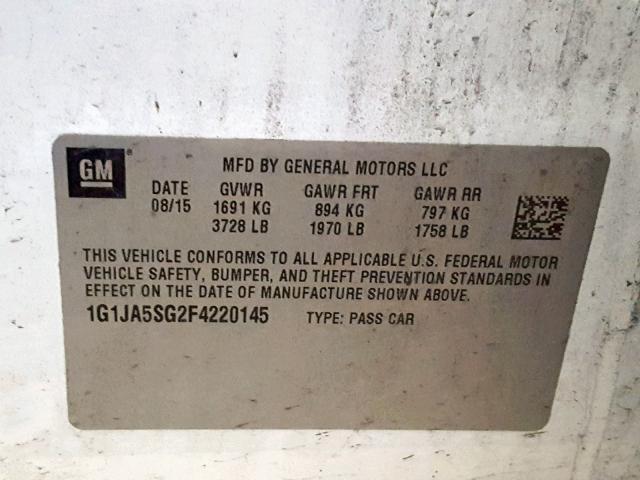 GM ®
MFD BY GENERAL MOTORS LLC
DATE GVWR GAWR FRT GAWR RR
08/15 1691 KG 894 KG 797 KG
3728 LB 1970 LB 1758 LB
THIS VEHICLE CONFORMS TO ALL APPLICABLE U.S. FEDERAL MOTOR
VEHICLE SAFETY, BUMPER, AND THEFT PREVENTION STANDARDS IN
EFFECT ON THE DATE OF MANUFACTURE SHOWN ABOVE.
1G1JA5SG2F4220145 TYPE: PASS CAR